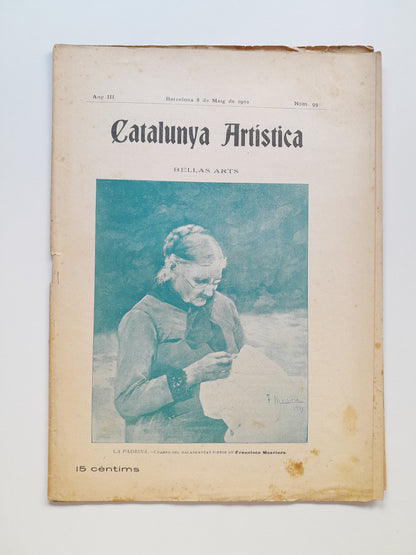 Any III. Barcelona 8 de Maig de 1902 Núm. 99
Catalunya Artística
BELLAS ARTS
LA PADRINA.—Cuadro del malaguanyat pintor en Francisco Masriera.
15 céntims